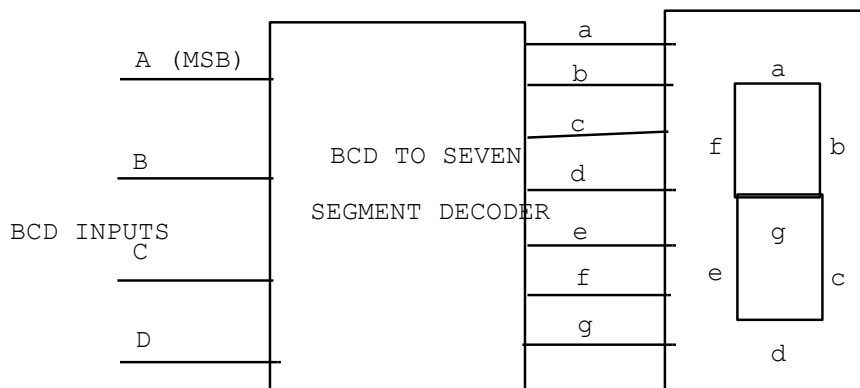 A (MSB)
B
BCD INPUTS
C
D
BCD TO SEVEN
SEGMENT DECODER
a
b
c
d
e
f
g
a
f
b
g
e
c
d